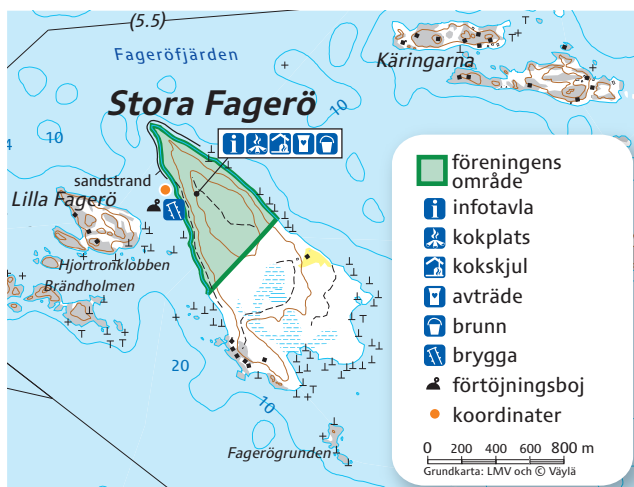 (5.5)
Fageröfjärden
Käringarna
Stora Fagerö
10
10
sandstrand
Lilla Fagerö
Hjortronklobben
Brändholmen
20
10
Fagerögrunden
föreningens
område
infotavla
kokplats
kokskjul
avträde
brunn
brygga
förtöjningsboj
koordinater
0 200 400 600 800 m
Grundkarta: LMV och © Väylä